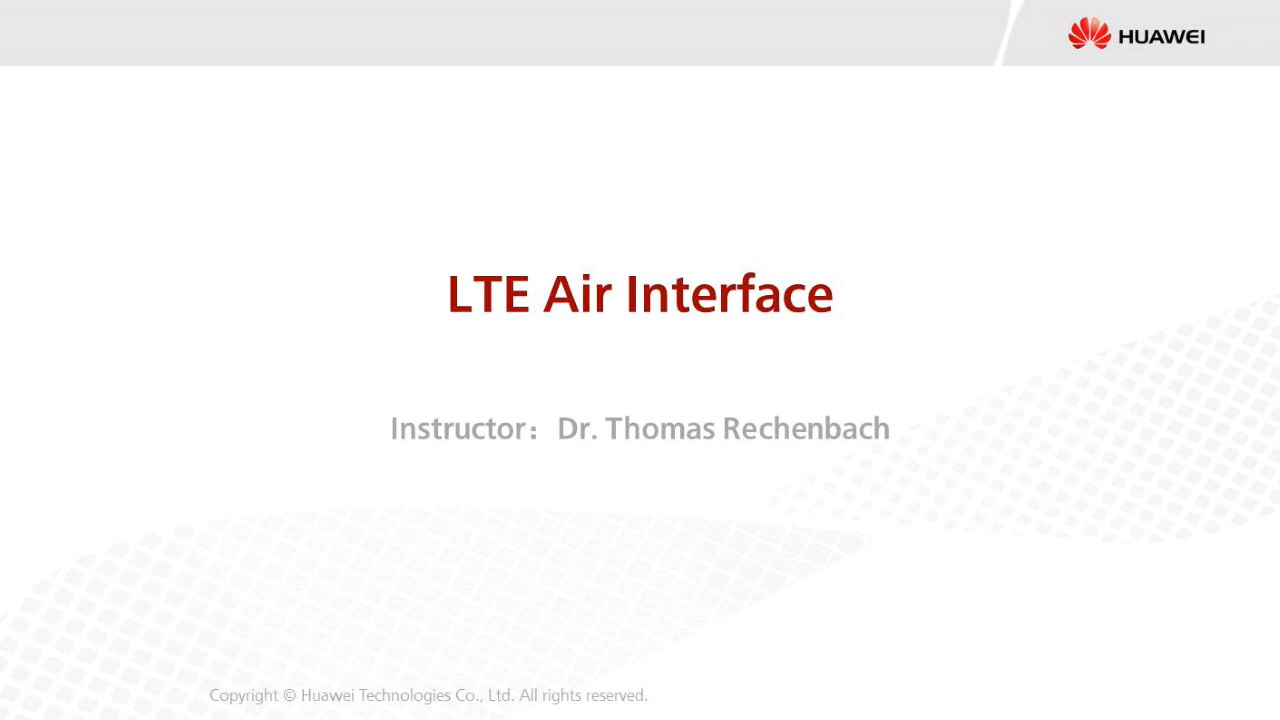 HUAWEI
LTE Air Interface
Instructor：Dr. Thomas Rechenbach
Copyright © Huawei Technologies Co., Ltd. All rights reserved.